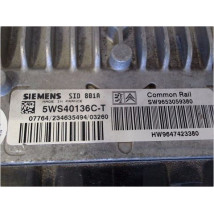 SIEMENS SID 801A
MADE IN FRANCE
5WS40136C-T
07764/234635494/03260
Common Rail
SW9653059380
HW9647423380